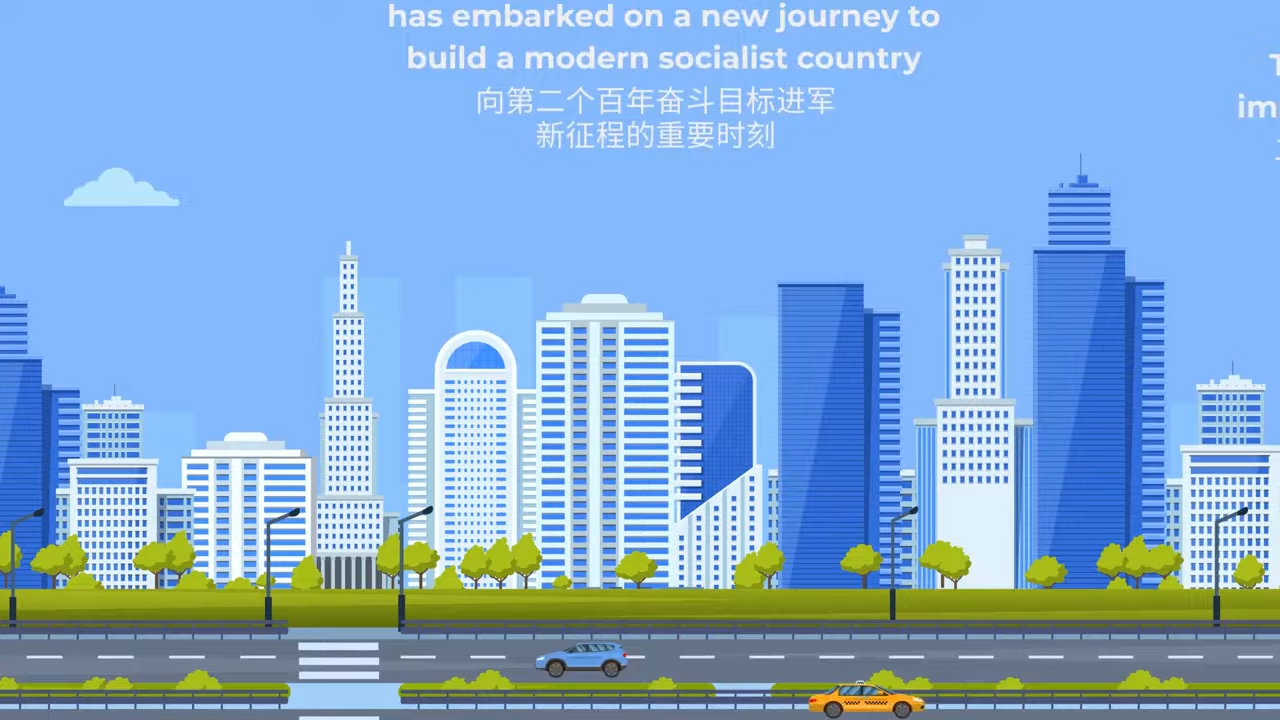 has embarked on a new journey to
build a modern socialist country
向第二个百年奋斗目标进军
新征程的重要时刻
im